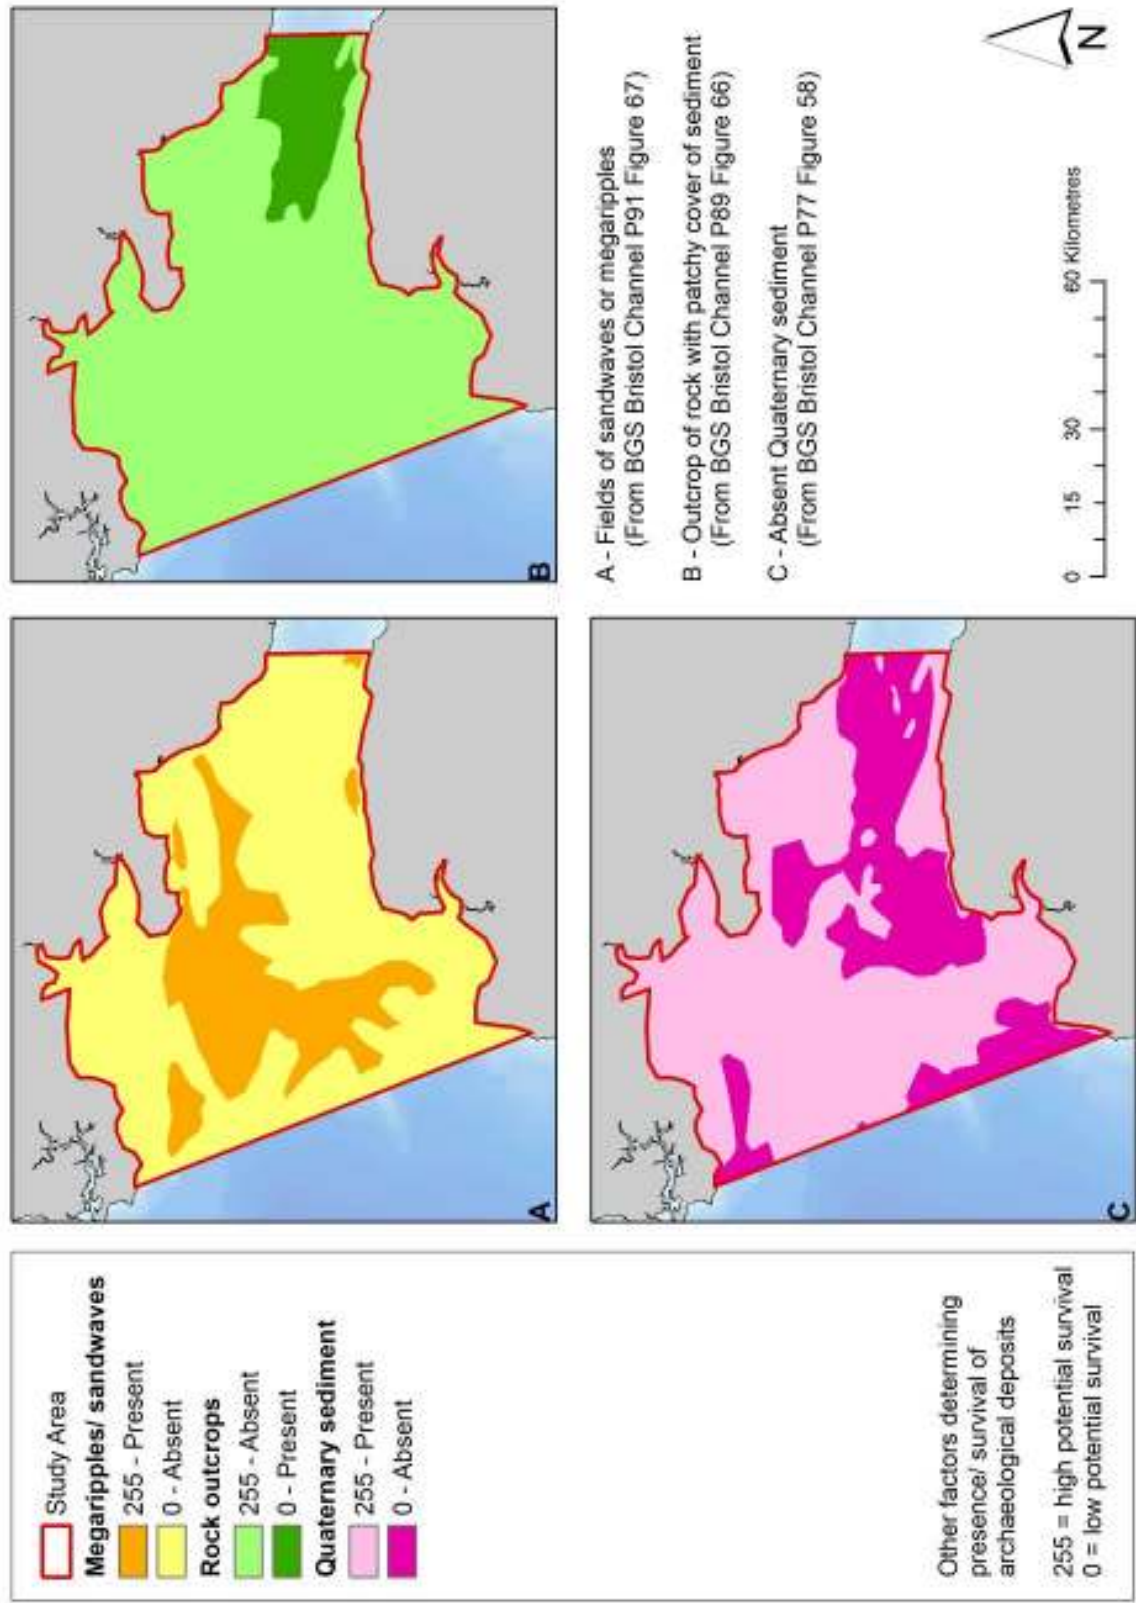 Study Area
Megaripples/ sandwaves
255 - Present
0 - Absent
Rock outcrops
255 - Absent
0 - Present
Quaternary sediment
255 - Present
0 - Absent
Other factors determining
presence/ survival of
archaeological deposits
255 = high potential survival
0 = low potential survival
A
B
C
A - Fields of sandwaves or megaripples
(From BGS Bristol Channel P91 Figure 67)
B - Outcrop of rock with patchy cover of sediment
(From BGS Bristol Channel P89 Figure 66)
C - Absent Quaternary sediment
(From BGS Bristol Channel P77 Figure 58)
0 15 30 60 Kilometres
N